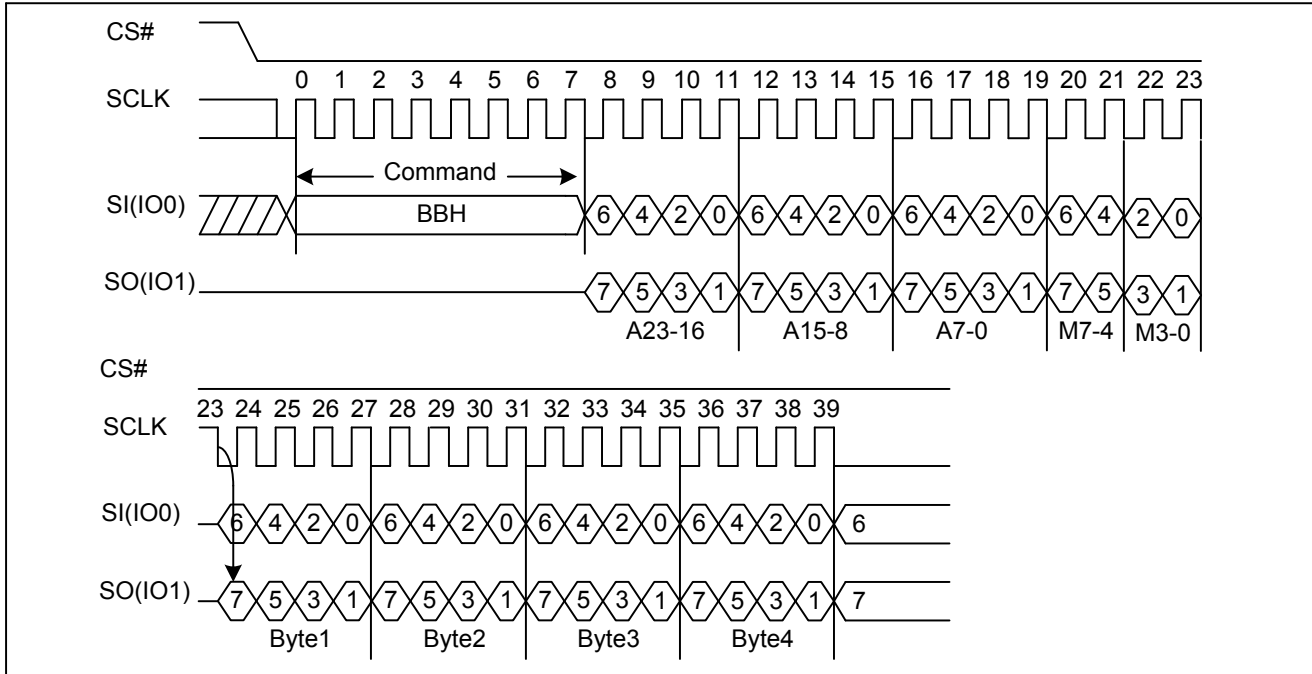 CS#
0 1 2 3 4 5 6 7 8 9 10 11 12 13 14 15 16 17 18 19 20 21 22 23
SCLK
Command
SI(IO0) BBH 6 4 2 0 6 4 2 0 6 4 2 0 6 4 2 0
SO(IO1) 7 5 3 1 7 5 3 1 7 5 3 1 7 5 3 1
A23-16 A15-8 A7-0 M7-4 M3-0
CS#
23 24 25 26 27 28 29 30 31 32 33 34 35 36 37 38 39
SCLK
SI(IO0) 6 4 2 0 6 4 2 0 6 4 2 0 6 4 2 0 6
SO(IO1) 7 5 3 1 7 5 3 1 7 5 3 1 7 5 3 1 7
Byte1 Byte2 Byte3 Byte4